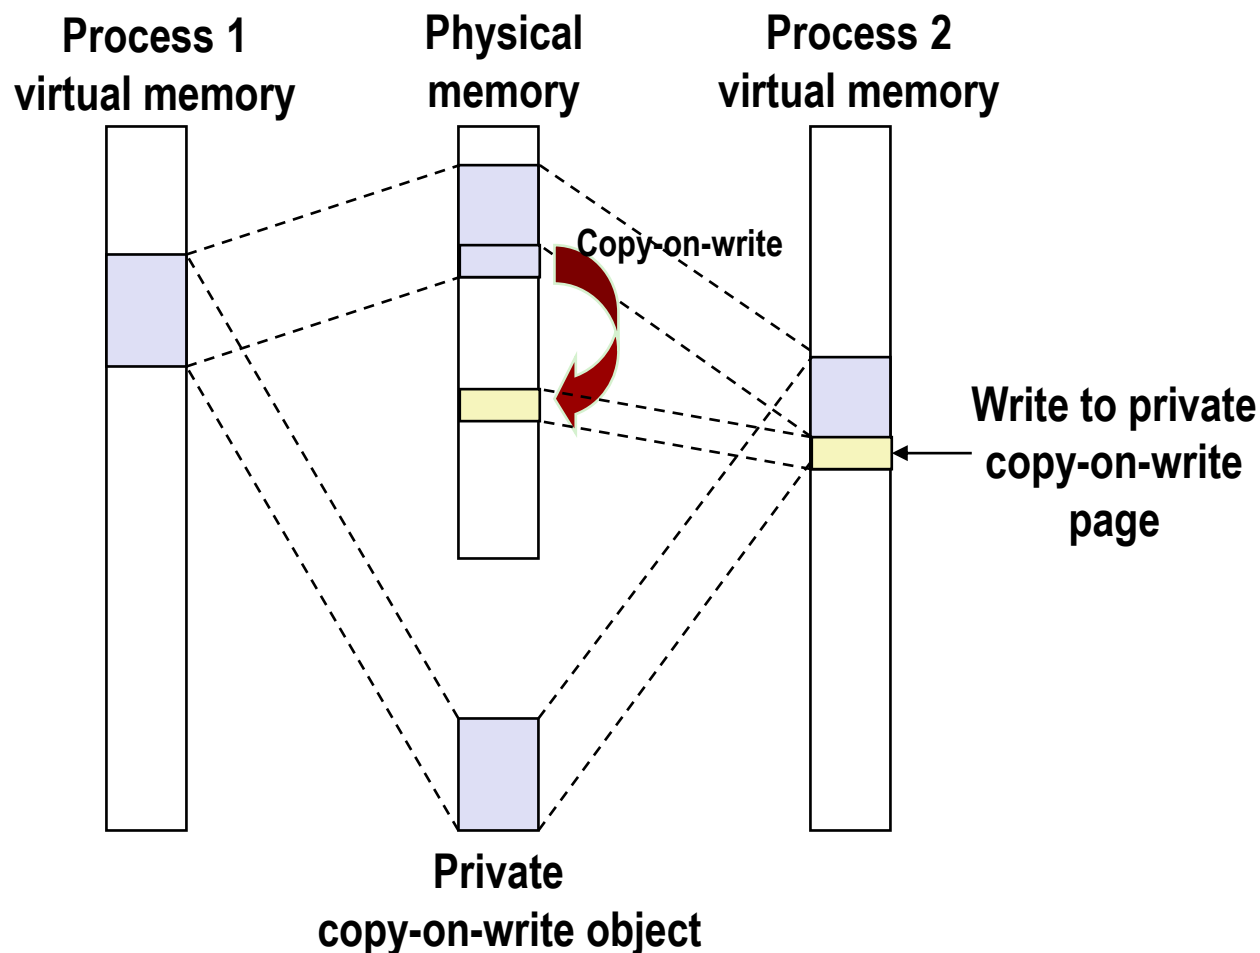 Process 1
virtual memory
Physical
memory
Process 2
virtual memory
Copy-on-write
Write to private
copy-on-write
page
Private
copy-on-write object